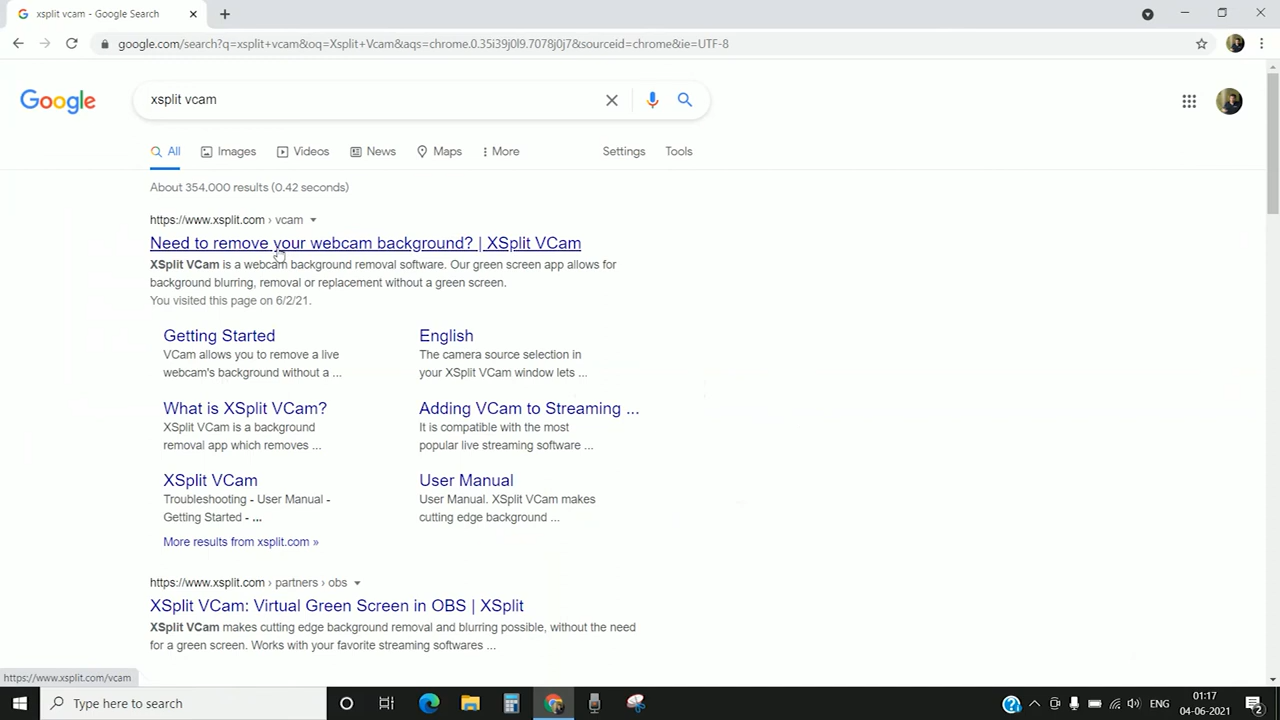 xsplit vcam - Google Search
google.com/search?q=xsplit+vcam&oq=Xsplit+Vcam&aqs=chrome.0.35i39j0l9.7078j0j7&sourceid=chrome&ie=UTF-8
Google
xsplit vcam
All
Images
Videos
News
Maps
More
Settings
Tools
About 354,000 results (0.42 seconds)
https://www.xsplit.com › vcam
Need to remove your webcam background? | XSplit VCam
XSplit VCam is a webcam background removal software. Our green screen app allows for
background blurring, removal or replacement without a green screen.
You visited this page on 6/2/21.
Getting Started
VCam allows you to remove a live
webcam's background without a ...
English
The camera source selection in
your XSplit VCam window lets ...
What is XSplit VCam?
XSplit VCam is a background
removal app which removes ...
Adding VCam to Streaming ...
It is compatible with the most
popular live streaming software ...
XSplit VCam
Troubleshooting - User Manual -
Getting Started - ...
User Manual
User Manual. XSplit VCam makes
cutting edge background ...
More results from xsplit.com »
https://www.xsplit.com › partners › obs
XSplit VCam: Virtual Green Screen in OBS | XSplit
XSplit VCam makes cutting edge background removal and blurring possible, without the need
for a green screen. Works with your favorite streaming softwares ...
https://www.xsplit.com/vcam
Type here to search
ENG
01:17
04-06-2021
2